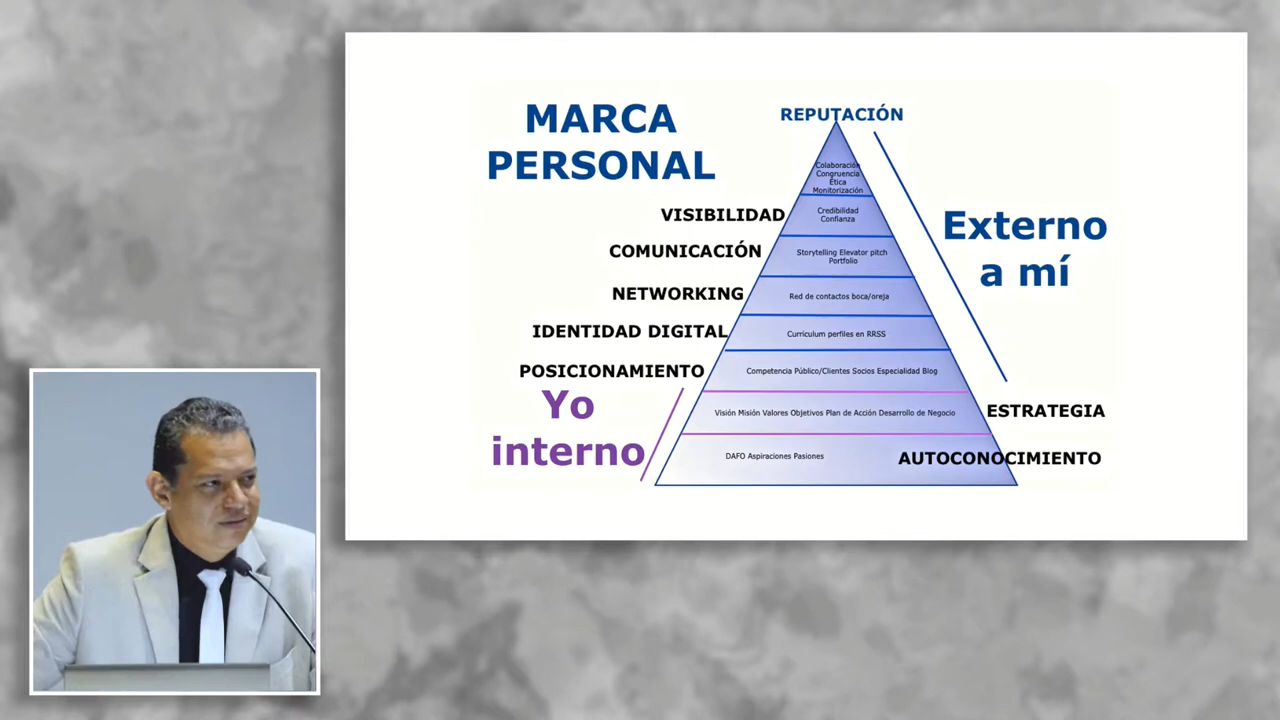 MARCA
PERSONAL
REPUTACIÓN
Colaboración
Congruencia
Ética
Monitorización
VISIBILIDAD
Credibilidad
Confianza
COMUNICACIÓN
Storytelling Elevator pitch
Portfolio
Externo
a mí
NETWORKING
Red de contactos boca/oreja
IDENTIDAD DIGITAL
Currículum perfiles en RRSS
POSICIONAMIENTO
Competencia Público/Clientes Socios Especialidad Blog
Yo
interno
Visión Misión Valores Objetivos Plan de Acción Desarrollo de Negocio
ESTRATEGIA
DAFO Aspiraciones Pasiones
AUTOCONOCIMIENTO